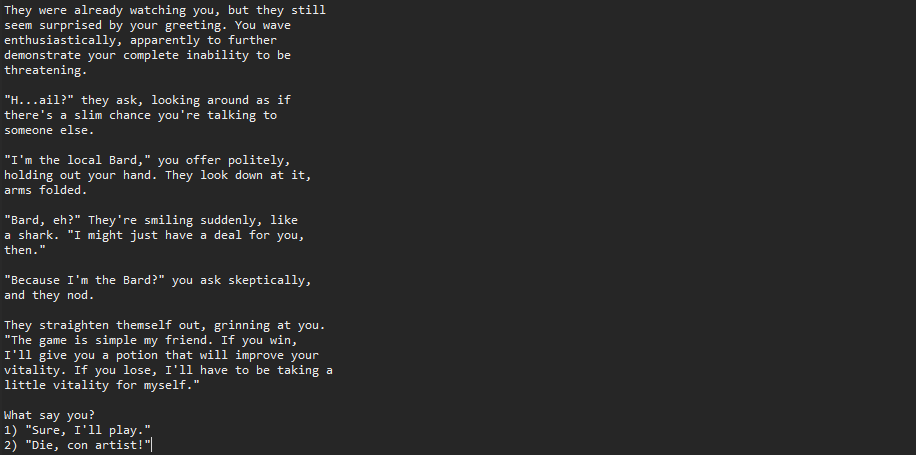 They were already watching you, but they still
seem surprised by your greeting. You wave
enthusiastically, apparently to further
demonstrate your complete inability to be
threatening.
"H...ail?" they ask, looking around as if
there's a slim chance you're talking to
someone else.
"I'm the local Bard," you offer politely,
holding out your hand. They look down at it,
arms folded.
"Bard, eh?" They're smiling suddenly, like
a shark. "I might just have a deal for you,
then."
"Because I'm the Bard?" you ask skeptically,
and they nod.
They straighten themself out, grinning at you.
"The game is simple my friend. If you win,
I'll give you a potion that will improve your
vitality. If you lose, I'll have to be taking a
little vitality for myself."
What say you?
1) "Sure, I'll play."
2) "Die, con artist!"